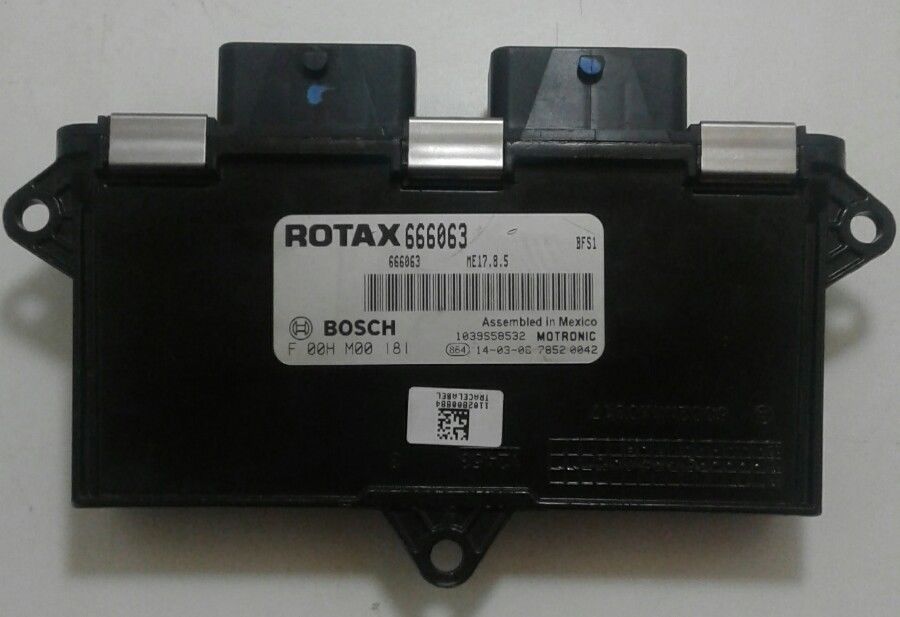 ROTAX 666063
BFS1
666063 ME17.8.5
Assembled in Mexico
BOSCH
1039S58532 MOTRONIC
F 00H M00 181
864 14-03-06 7852 0042
1102800884
TRACELABEL